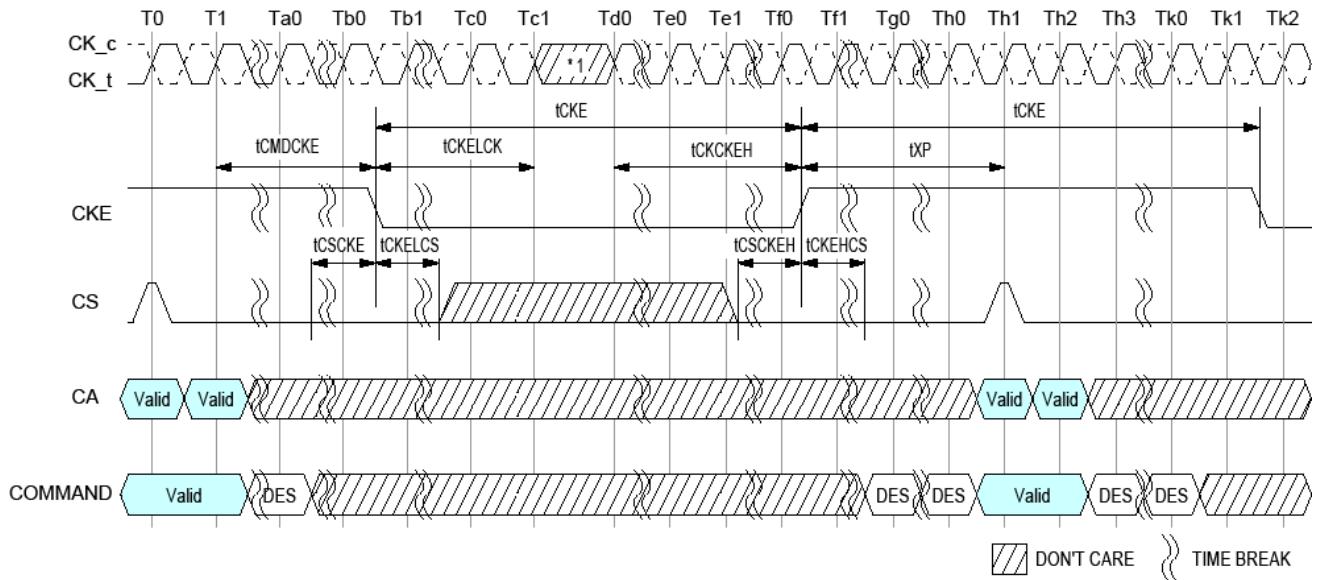 T0 T1 Ta0 Tb0 Tb1 Tc0 Tc1 Td0 Te0 Te1 Tf0 Tf1 Tg0 Th0 Th1 Th2 Th3 Tk0 Tk1 Tk2
CK_c
*1
CK_t
tCKE tCKE
tCMDCKE tCKELCK tCKCKEH tXP
CKE
tCSCKE tCKELCS tCSCKEH tCKEHCS
CS
CA Valid Valid Valid Valid
COMMAND Valid DES DES DES Valid DES DES
DON'T CARE TIME BREAK